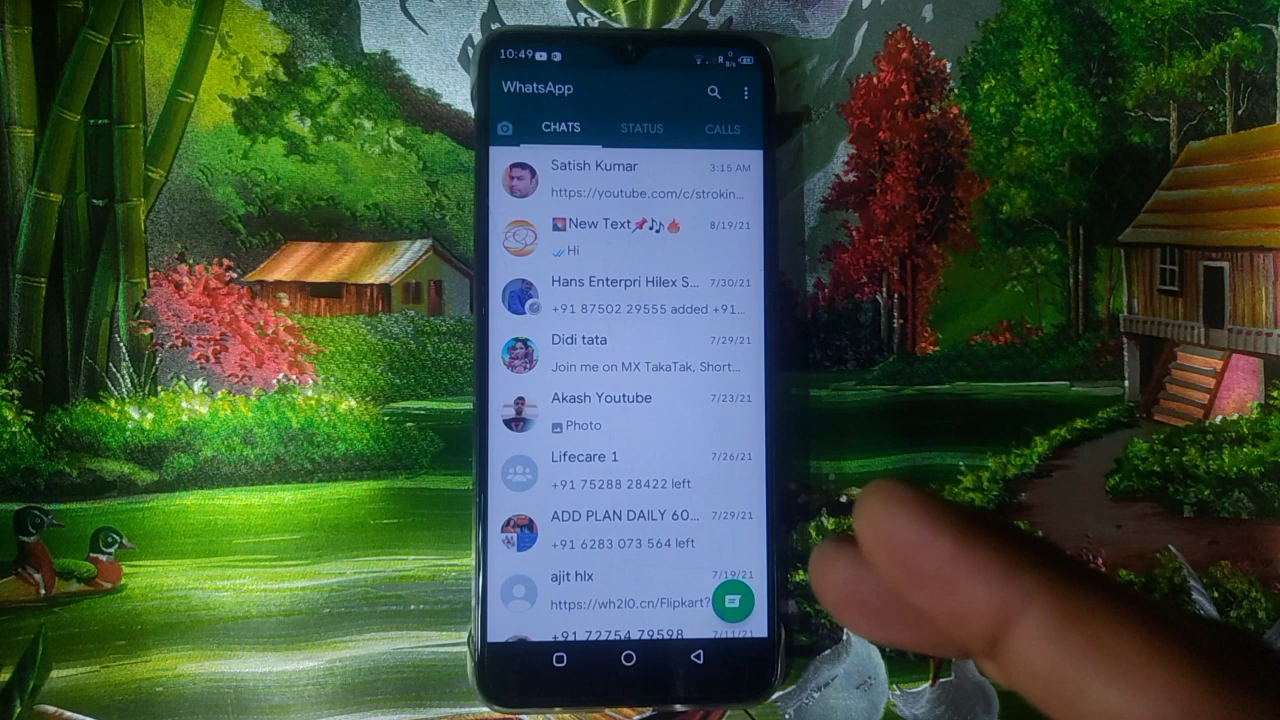 10:49
WhatsApp
CHATS STATUS CALLS
Satish Kumar 3:15 AM
https://youtube.com/c/strokin...
New Text📌🎶🔥 8/19/21
Hi
Hans Enterpri Hilex S... 7/30/21
+91 87502 29555 added +91...
Didi tata 7/29/21
Join me on MX TakaTak, Short...
Akash Youtube 7/23/21
Photo
Lifecare 1 7/26/21
+91 75288 28422 left
ADD PLAN DAILY 60... 7/29/21
+91 6283 073 564 left
ajit hlx 7/19/21
https://wh2l0.cn/Flipkart?
+91 72754 79598 7/11/21